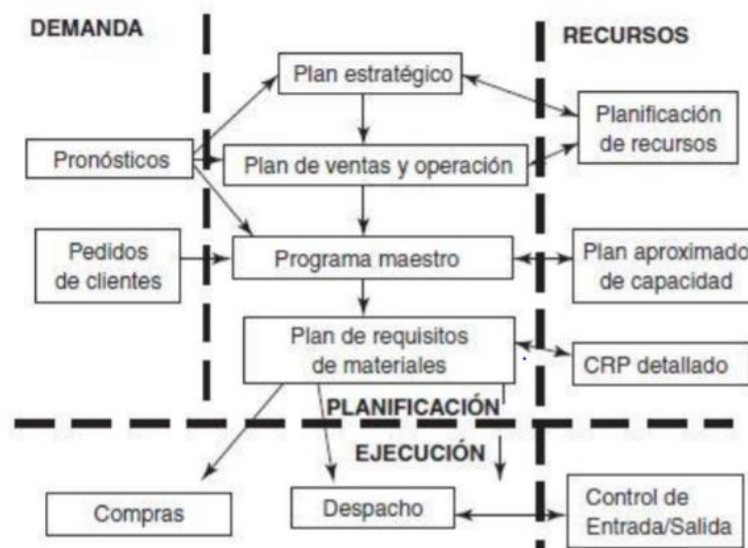 DEMANDA
RECURSOS
Plan estratégico
Planificación
de recursos
Pronósticos
Plan de ventas y operación
Pedidos
de clientes
Programa maestro
Plan aproximado
de capacidad
Plan de requisitos
de materiales
CRP detallado
PLANIFICACIÓN
EJECUCIÓN
Compras
Despacho
Control de
Entrada/Salida